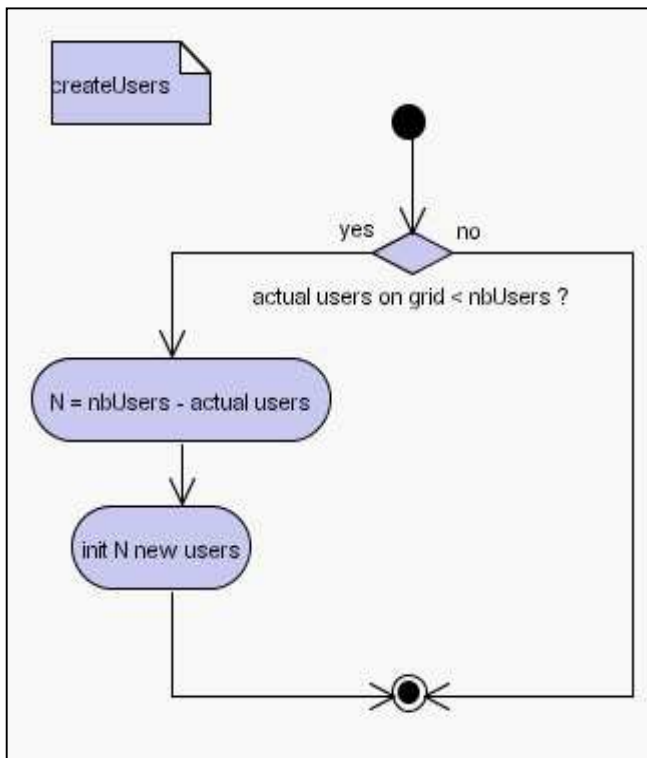 createUsers
yes
no
actual users on grid < nbUsers ?
N = nbUsers - actual users
init N new users